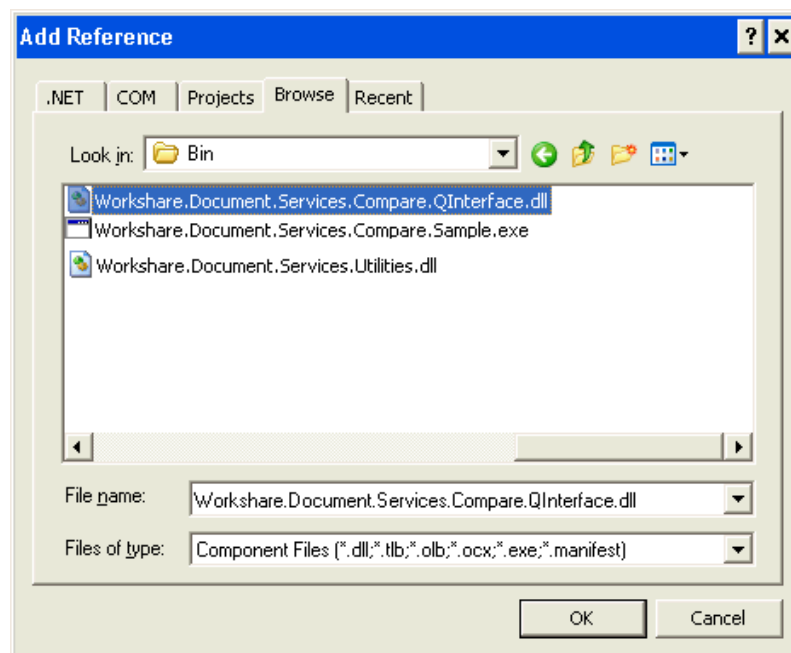 Add Reference
.NET COM Projects Browse Recent
Look in: Bin
Workshare.Document.Services.Compare.QInterface.dll
Workshare.Document.Services.Compare.Sample.exe
Workshare.Document.Services.Utilities.dll
File name: Workshare.Document.Services.Compare.QInterface.dll
Files of type: Component Files (*.dll;*.tlb;*.olb;*.ocx;*.exe;*.manifest)
OK Cancel